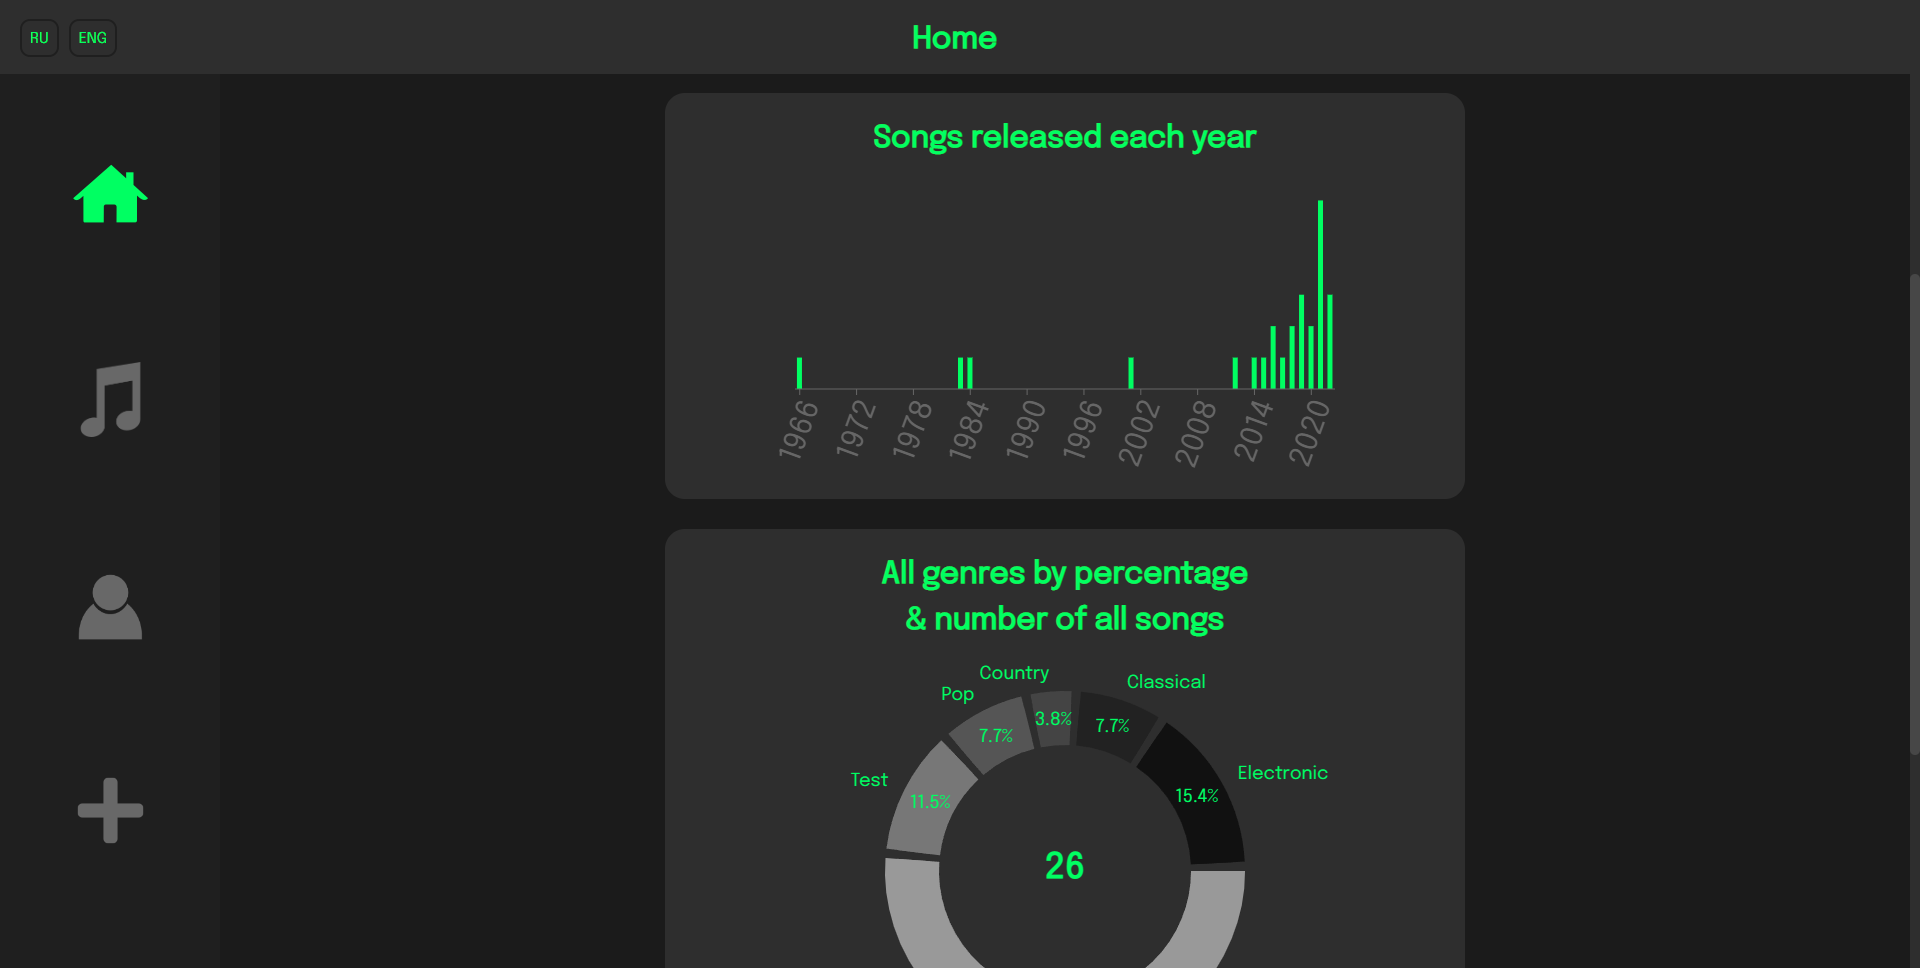 RU
ENG
Home
Songs released each year
1966
1972
1978
1984
1990
1996
2002
2008
2014
2020
All genres by percentage
& number of all songs
Country
Classical
Pop
3.8%
7.7%
7.7%
Electronic
Test
15.4%
11.5%
26